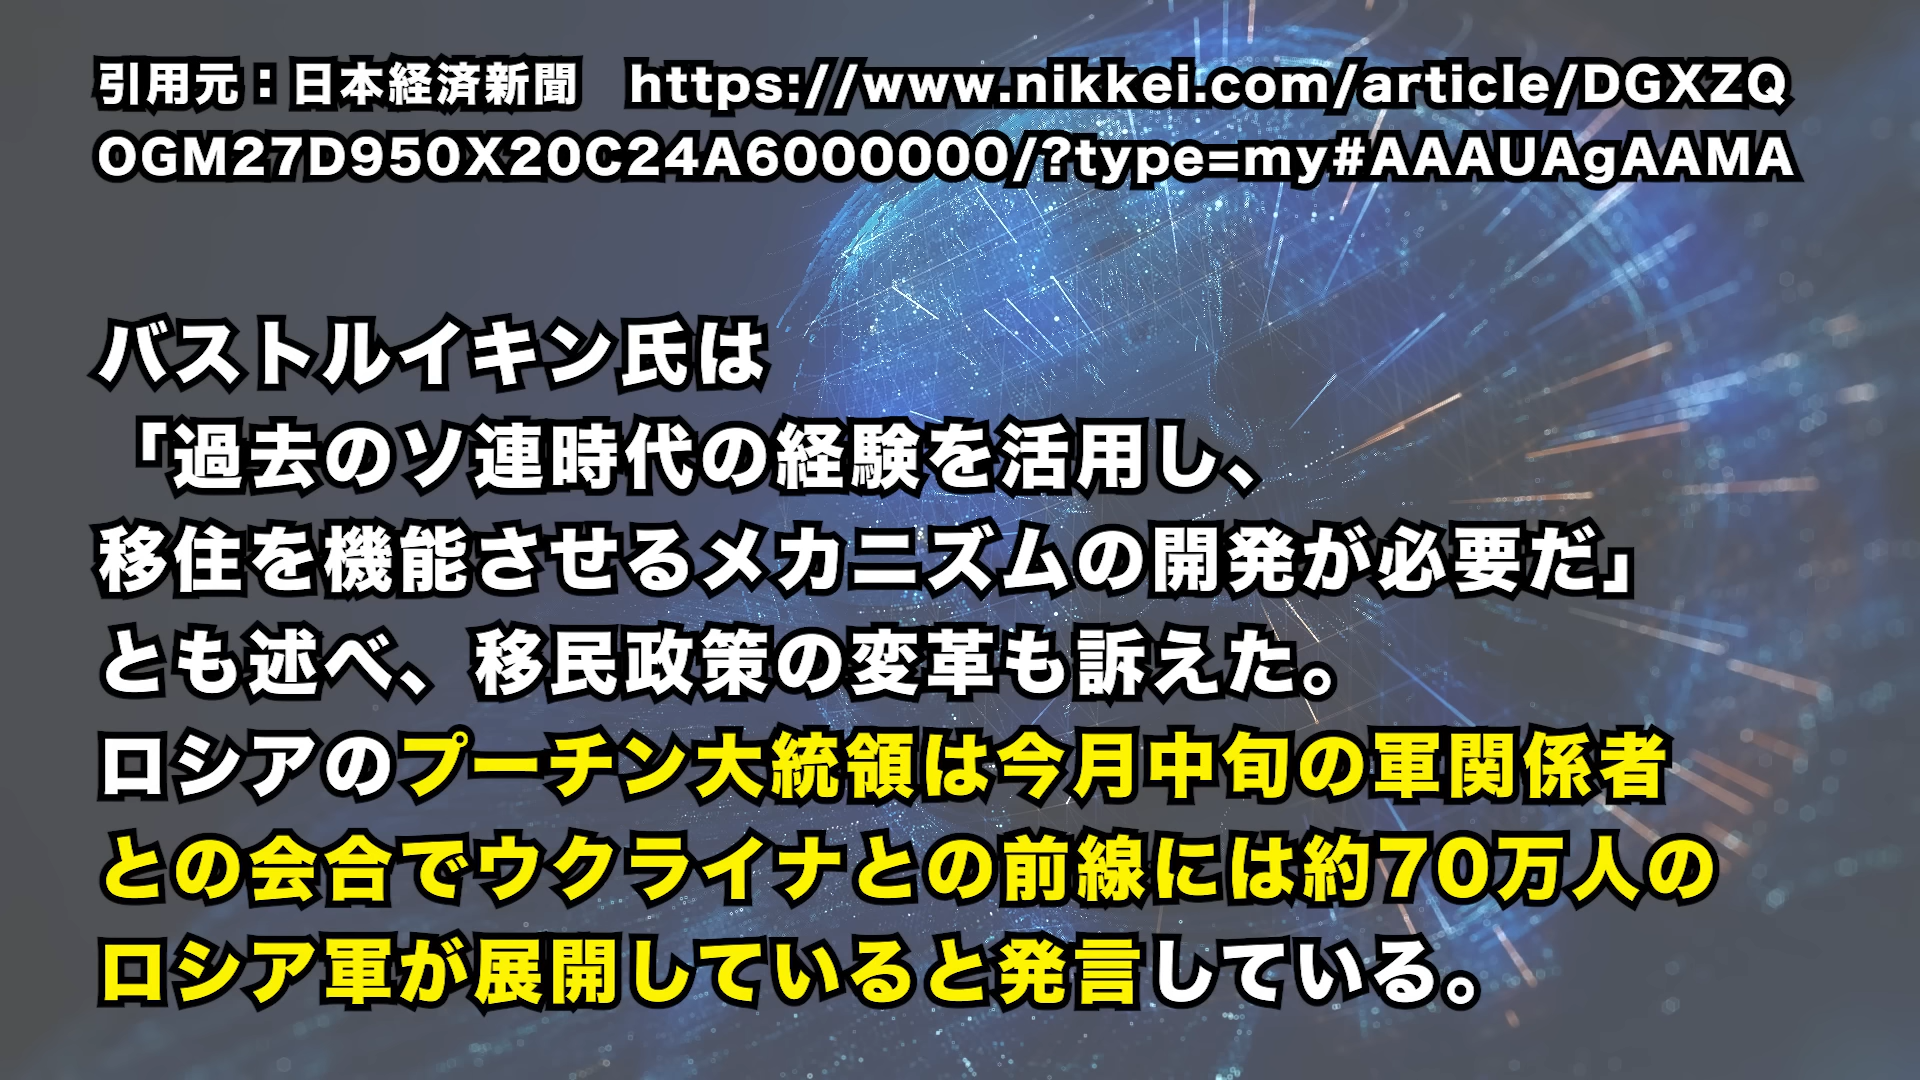 引用元：日本経済新聞　https://www.nikkei.com/article/DGXZQ
OGM27D950X20C24A6000000/?type=my#AAAUAgAAMA
バストルイキン氏は
「過去のソ連時代の経験を活用し、
移住を機能させるメカニズムの開発が必要だ」
とも述べ、移民政策の変革も訴えた。
ロシアのプーチン大統領は今月中旬の軍関係者
との会合でウクライナとの前線には約70万人の
ロシア軍が展開していると発言している。